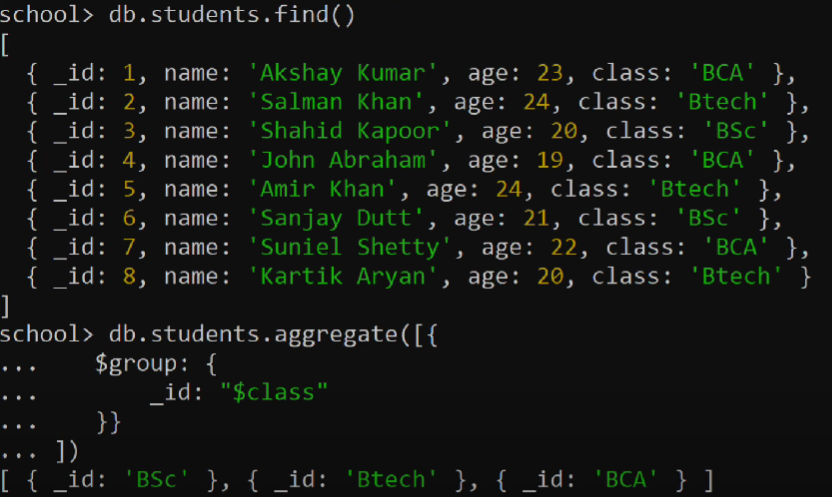 school> db.students.find()
[
  { _id: 1, name: 'Akshay Kumar', age: 23, class: 'BCA' },
  { _id: 2, name: 'Salman Khan', age: 24, class: 'Btech' },
  { _id: 3, name: 'Shahid Kapoor', age: 20, class: 'BSc' },
  { _id: 4, name: 'John Abraham', age: 19, class: 'BCA' },
  { _id: 5, name: 'Amir Khan', age: 24, class: 'Btech' },
  { _id: 6, name: 'Sanjay Dutt', age: 21, class: 'BSc' },
  { _id: 7, name: 'Suniel Shetty', age: 22, class: 'BCA' },
  { _id: 8, name: 'Kartik Aryan', age: 20, class: 'Btech' }
]
school> db.students.aggregate([{
...     $group: {
...         _id: "$class"
...     }}
... ])
[ { _id: 'BSc' }, { _id: 'Btech' }, { _id: 'BCA' } ]